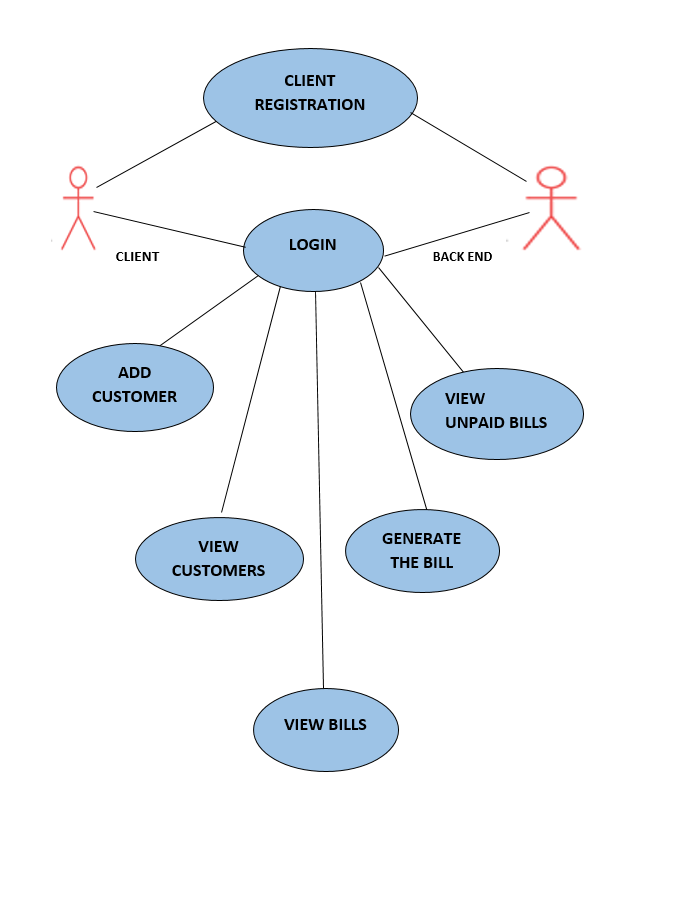 CLIENT
REGISTRATION
LOGIN
CLIENT
BACK END
ADD
CUSTOMER
VIEW
UNPAID BILLS
VIEW
CUSTOMERS
GENERATE
THE BILL
VIEW BILLS